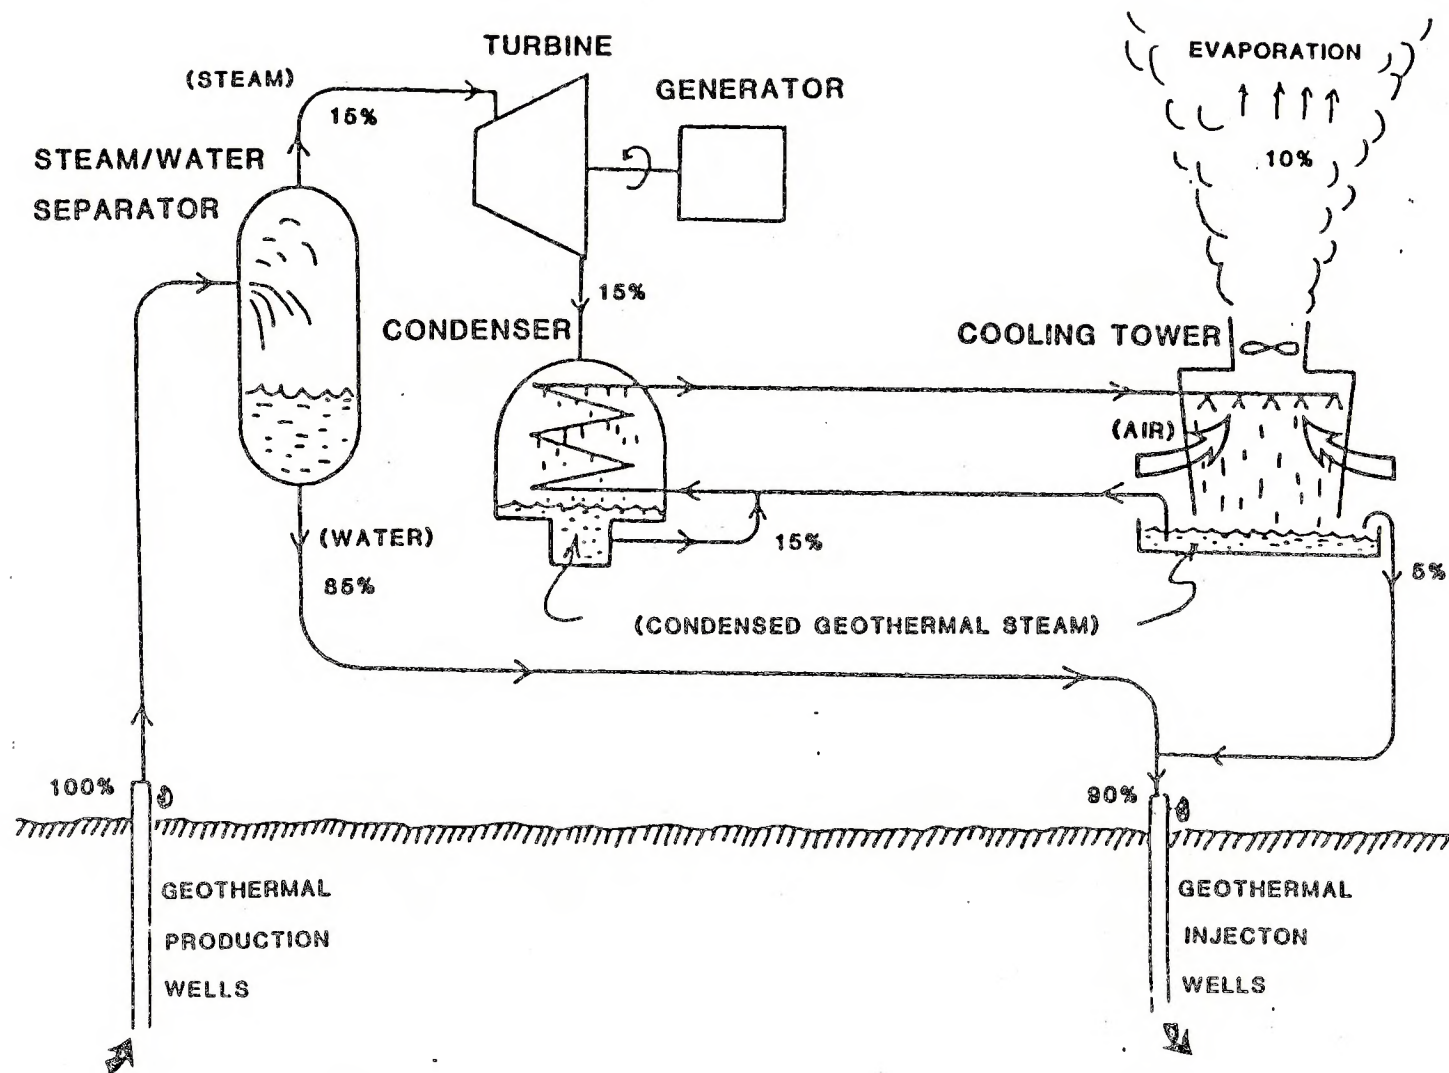 TURBINE
(STEAM)
15%
GENERATOR
EVAPORATION
10%
STEAM/WATER
SEPARATOR
15%
CONDENSER
COOLING TOWER
(AIR)
(WATER)
85%
15%
5%
(CONDENSED GEOTHERMAL STEAM)
100%
90%
GEOTHERMAL
PRODUCTION
WELLS
GEOTHERMAL
INJECTON
WELLS